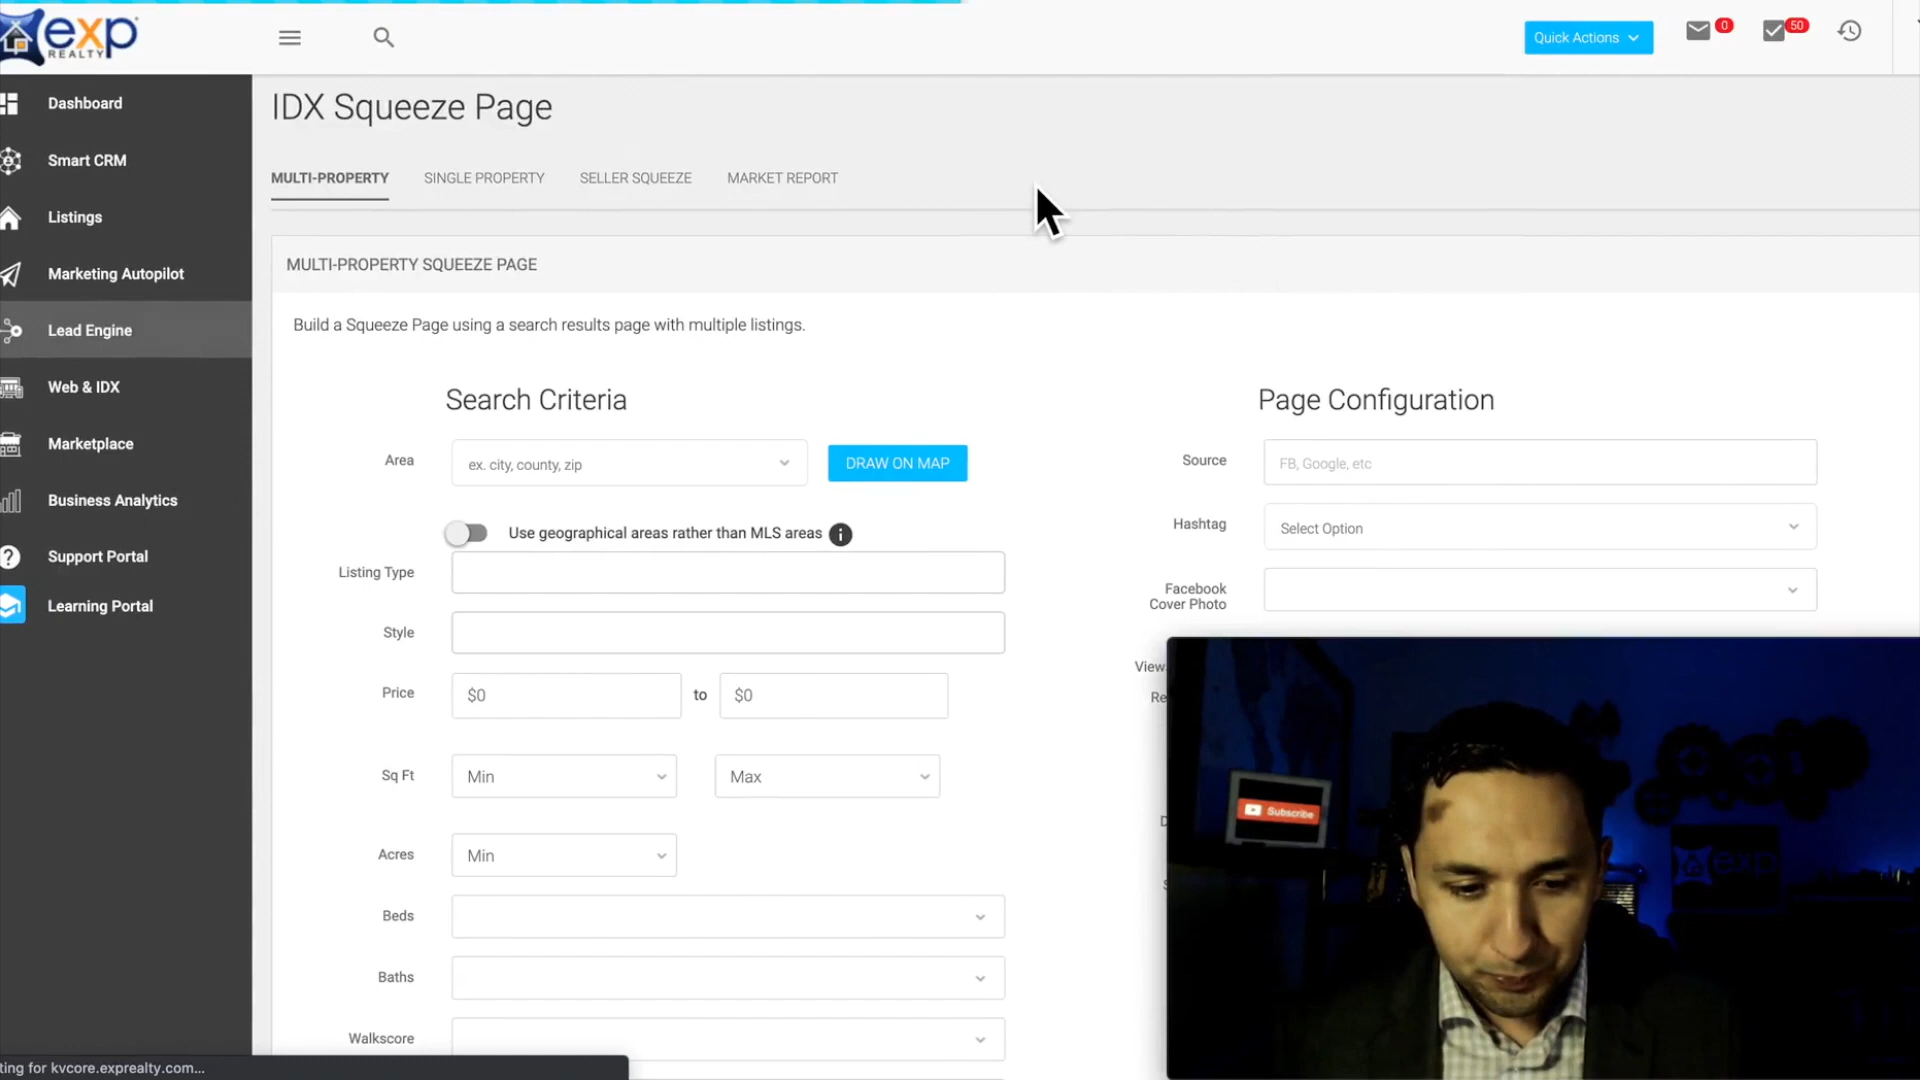 exp
REALTY
Quick Actions
0
50
Dashboard
Smart CRM
Listings
Marketing Autopilot
Lead Engine
Web & IDX
Marketplace
Business Analytics
Support Portal
Learning Portal
IDX Squeeze Page
MULTI-PROPERTY SINGLE PROPERTY SELLER SQUEEZE MARKET REPORT
MULTI-PROPERTY SQUEEZE PAGE
Build a Squeeze Page using a search results page with multiple listings.
Search Criteria
Area ex. city, county, zip DRAW ON MAP
Use geographical areas rather than MLS areas
Listing Type
Style
Price $0 to $0
Sq Ft Min Max
Acres Min
Beds
Baths
Walkscore
Page Configuration
Source FB, Google, etc
Hashtag Select Option
Facebook
Cover Photo
View
Re
Subscribe
exp
ting for kvcore.exprealty.com...